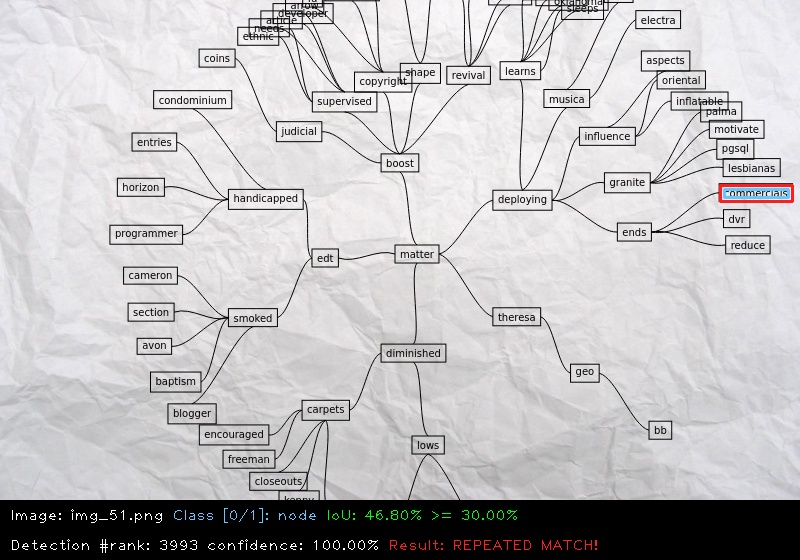 arrow
developer
article
needs
ethnic
oklahoma
sleeps
electra
coins
copyright
shape
revival
learns
aspects
oriental
condominium
supervised
musica
inflatable
palma
judicial
influence
motivate
entries
pgsql
boost
lesbianas
horizon
handicapped
granite
deploying
commercials
programmer
dvr
ends
reduce
edt
matter
cameron
section
smoked
theresa
avon
diminished
baptism
geo
blogger
carpets
encouraged
bb
lows
freeman
closeouts
kenny
Image: img_51.png Class [0/1]: node IoU: 46.80% >= 30.00%
Detection #rank: 3993 confidence: 100.00% Result: REPEATED MATCH!